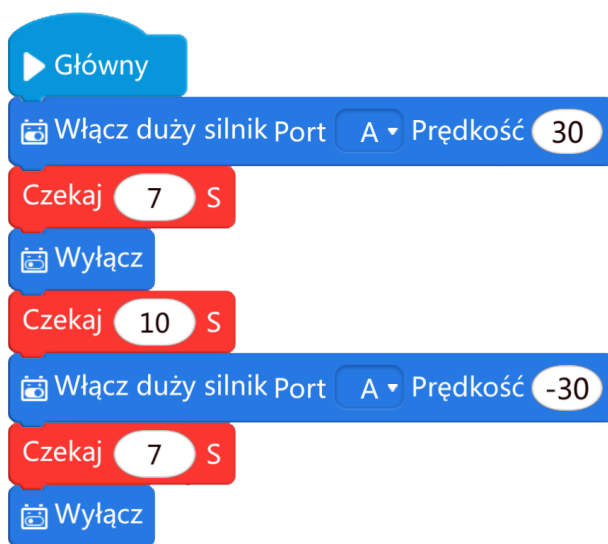 Główny
Włącz duży silnik Port A Prędkość 30
Czekaj 7 S
Wyłącz
Czekaj 10 S
Włącz duży silnik Port A Prędkość -30
Czekaj 7 S
Wyłącz